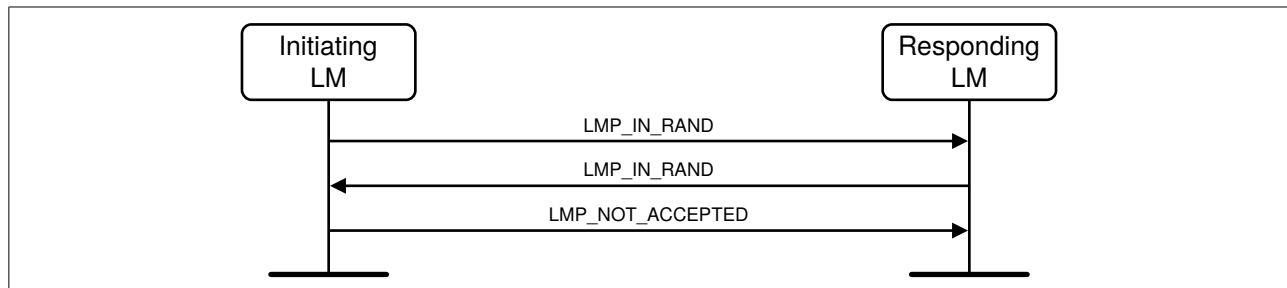 Initiating
LM
Responding
LM
LMP_IN_RAND
LMP_IN_RAND
LMP_NOT_ACCEPTED